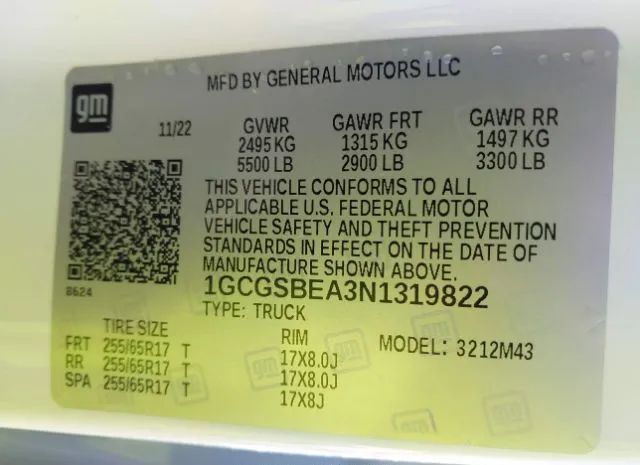 gm
MFD BY GENERAL MOTORS LLC
11/22
GVWR GAWR FRT GAWR RR
2495 KG 1315 KG 1497 KG
5500 LB 2900 LB 3300 LB
THIS VEHICLE CONFORMS TO ALL
APPLICABLE U.S. FEDERAL MOTOR
VEHICLE SAFETY AND THEFT PREVENTION
STANDARDS IN EFFECT ON THE DATE OF
MANUFACTURE SHOWN ABOVE.
8624
1GCGSBEA3N1319822
TYPE: TRUCK
TIRE SIZE RIM MODEL: 3212M43
FRT 255/65R17 T 17X8.0J
RR 255/65R17 T 17X8.0J
SPA 255/65R17 T 17X8J